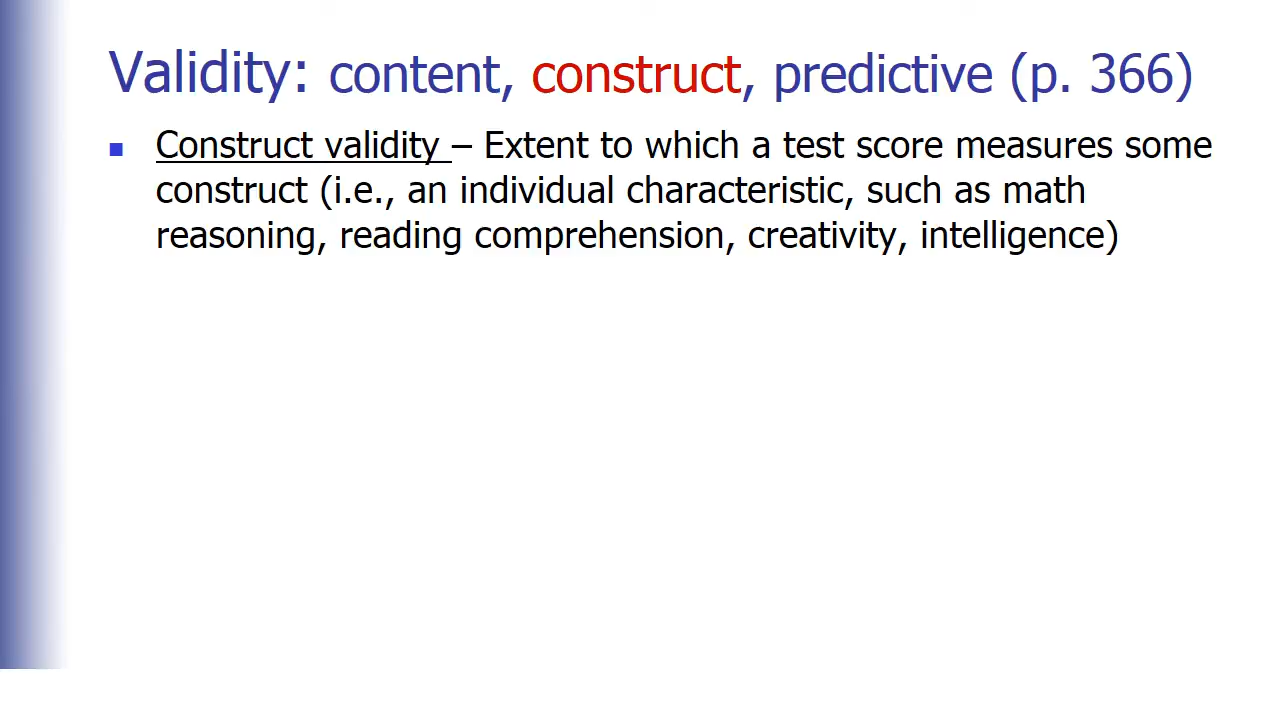 Validity: content, construct, predictive (p. 366)
Construct validity – Extent to which a test score measures some
construct (i.e., an individual characteristic, such as math
reasoning, reading comprehension, creativity, intelligence)